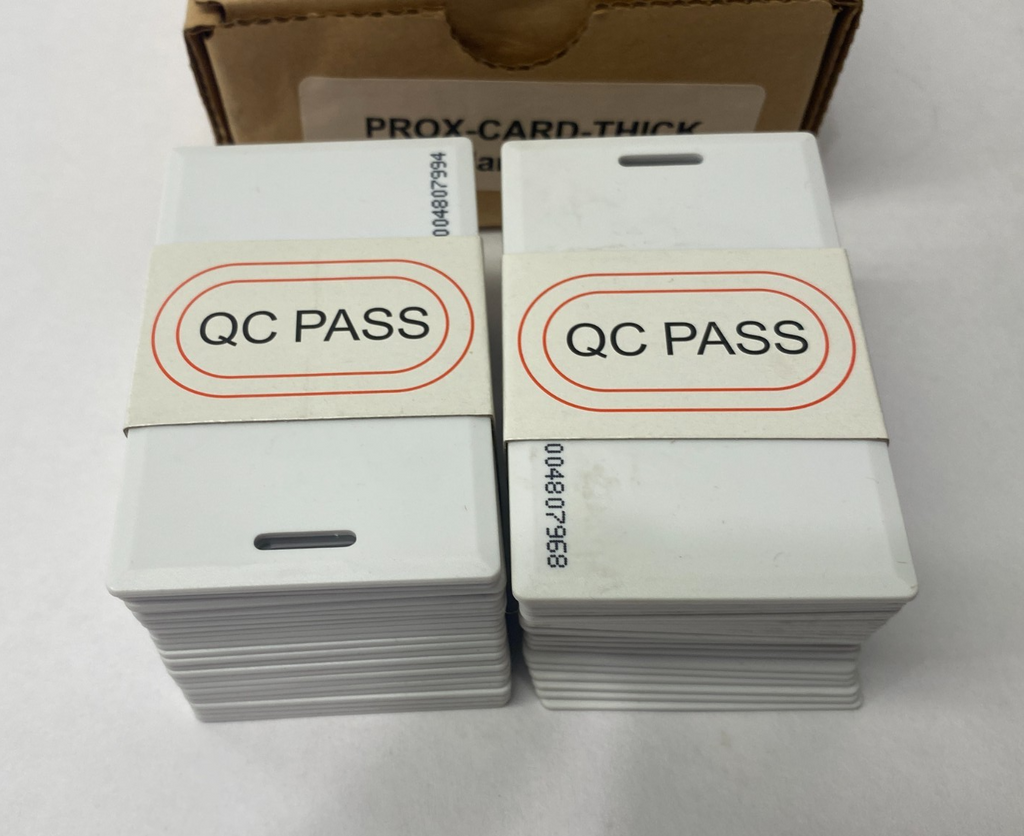 PROX-CARD-THICK
004807994
QC PASS
QC PASS
004807968